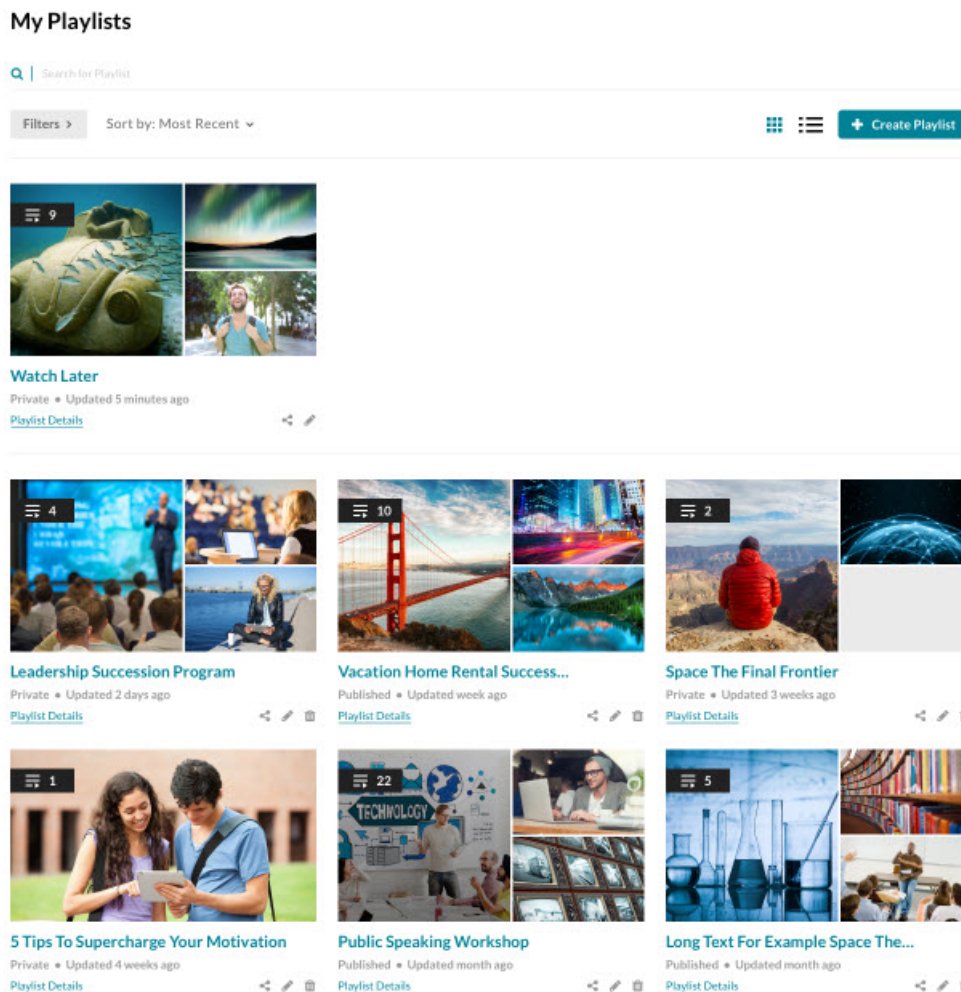 My Playlists
Search for Playlist
Filters >
Sort by: Most Recent
+ Create Playlist
9
Watch Later
Private • Updated 5 minutes ago
Playlist Details
4
10
2
Leadership Succession Program
Vacation Home Rental Success...
Space The Final Frontier
Private • Updated 2 days ago
Published • Updated week ago
Private • Updated 3 weeks ago
Playlist Details
Playlist Details
Playlist Details
1
22
5
TECHNOLOGY
5 Tips To Supercharge Your Motivation
Public Speaking Workshop
Long Text For Example Space The...
Private • Updated 4 weeks ago
Published • Updated month ago
Published • Updated month ago
Playlist Details
Playlist Details
Playlist Details